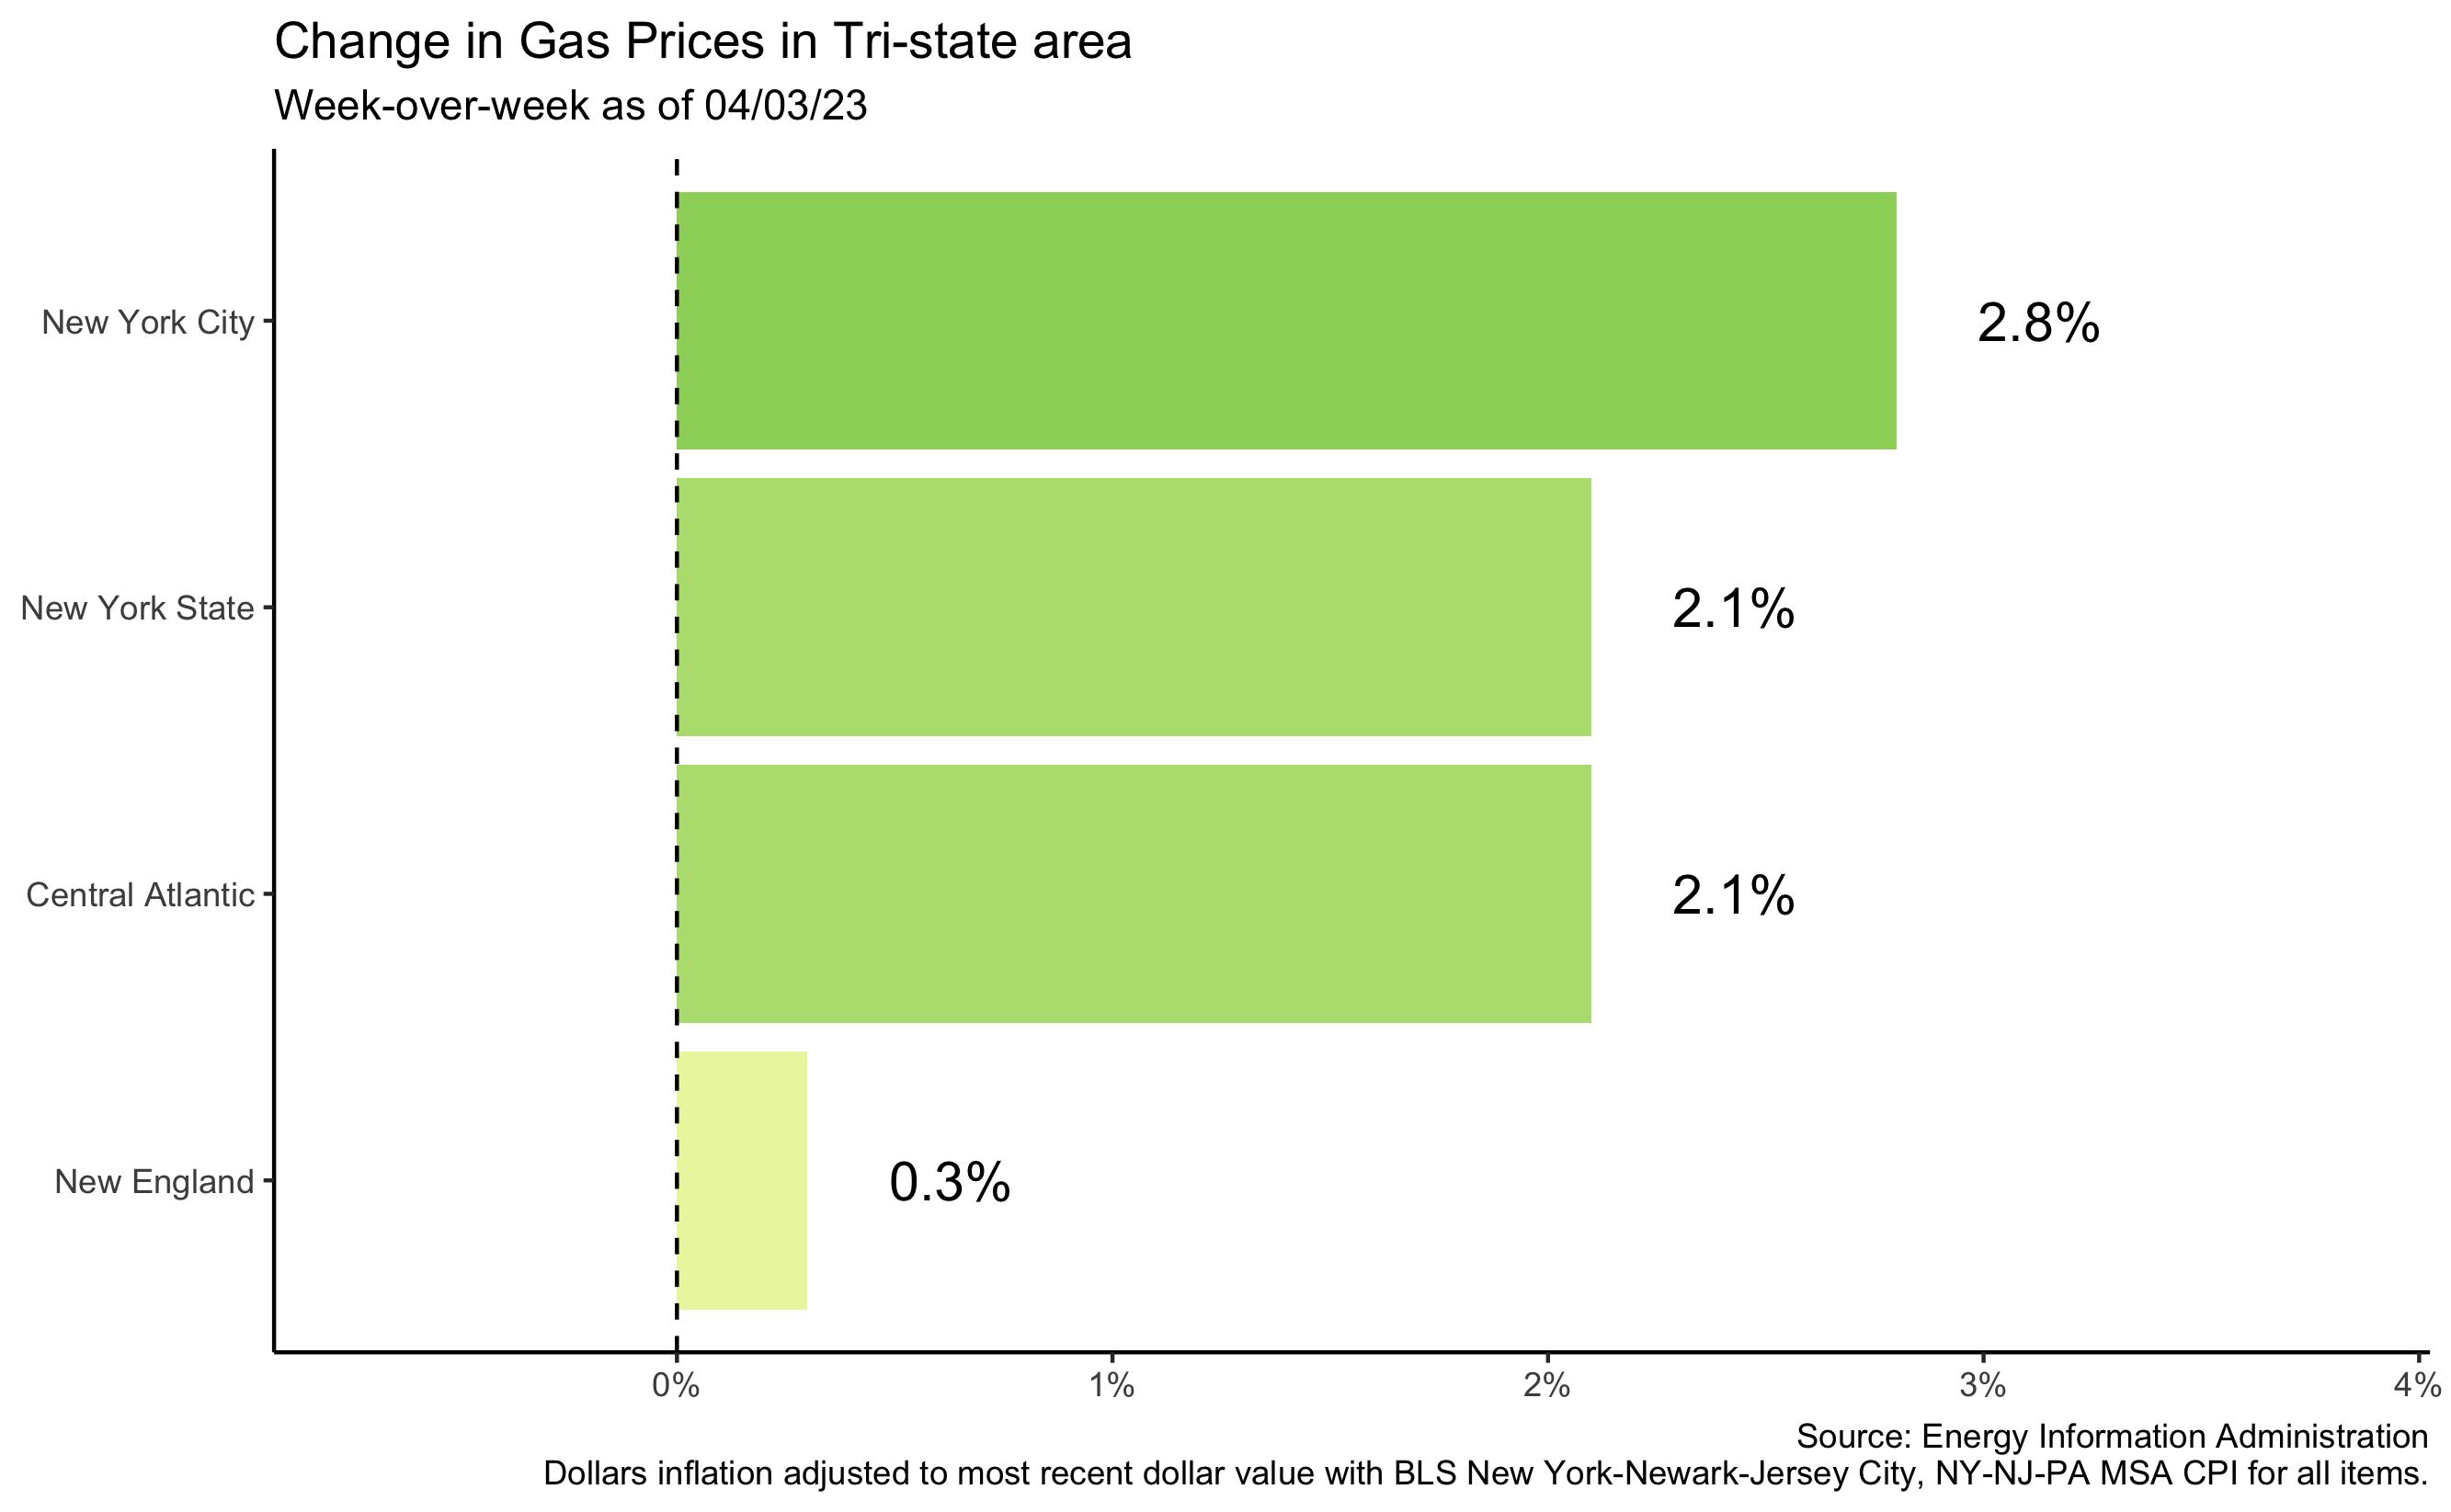 Change in Gas Prices in Tri-state area
Week-over-week as of 04/03/23
New York City
2.8%
New York State
2.1%
Central Atlantic
2.1%
New England
0.3%
0%
1%
2%
3%
4%
Source: Energy Information Administration
Dollars inflation adjusted to most recent dollar value with BLS New York-Newark-Jersey City, NY-NJ-PA MSA CPI for all items.